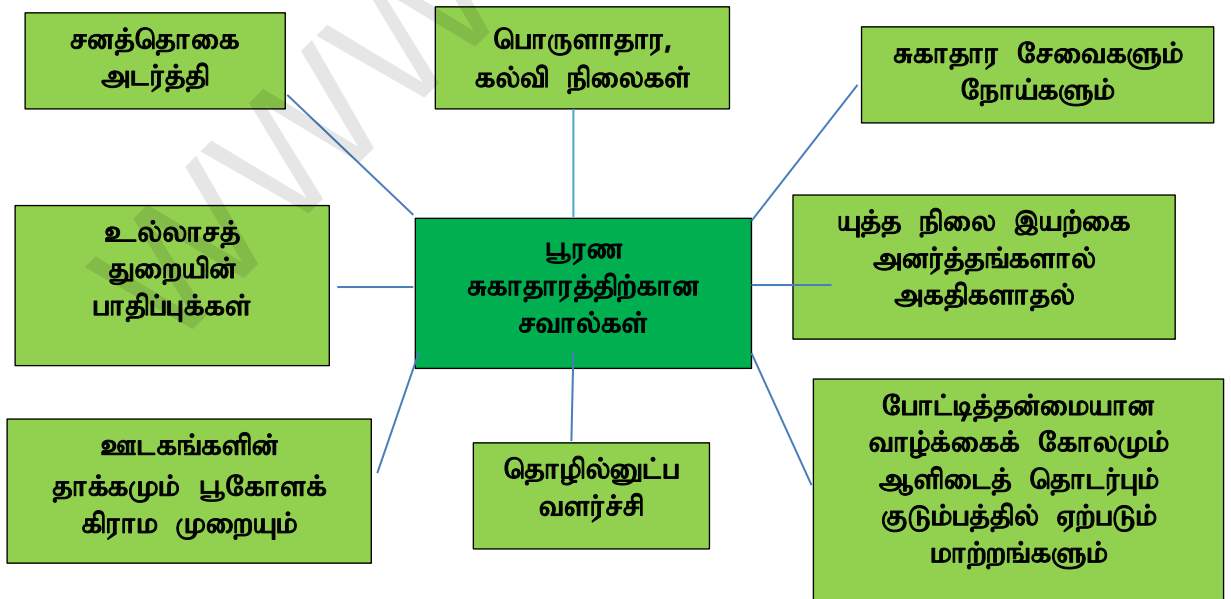 சனத்தொகை
அடர்த்தி
பொருளாதார,
கல்வி நிலைகள்
சுகாதார சேவைகளும்
நோய்களும்
உல்லாசத்
துறையின்
பாதிப்புக்கள்
பூரண
சுகாதாரத்திற்கான
சவால்கள்
யுத்த நிலை இயற்கை
அனர்த்தங்களால்
அகதிகளாதல்
ஊடகங்களின்
தாக்கமும் பூகோளக்
கிராம முறையும்
தொழில்னுட்ப
வளர்ச்சி
போட்டித்தன்மையான
வாழ்க்கைக் கோலமும்
ஆளிடைத் தொடர்பும்
குடும்பத்தில் ஏற்படும்
மாற்றங்களும்
www